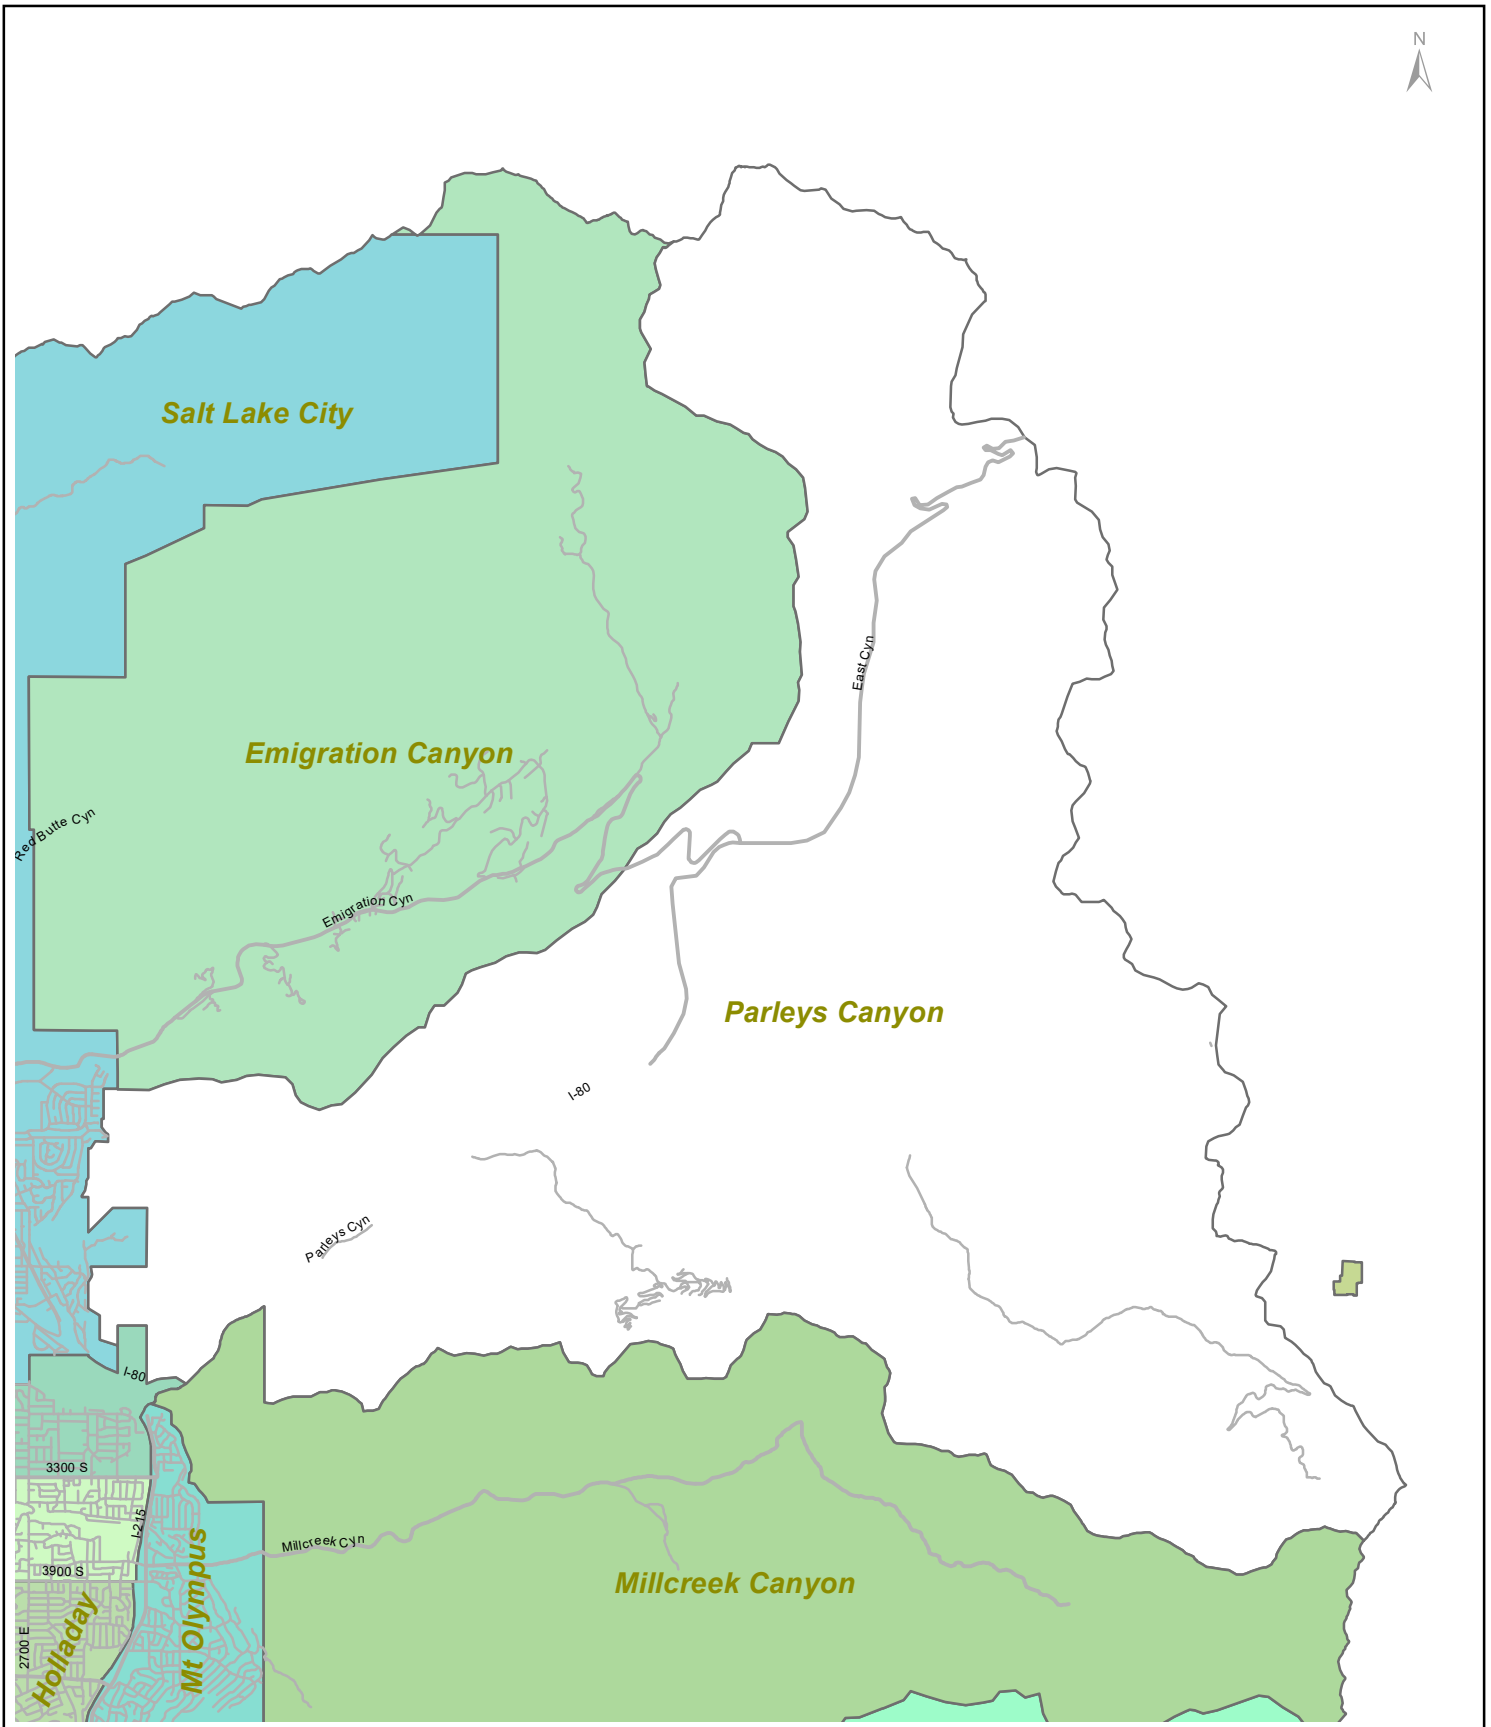 N
Salt Lake City
East Cyn
Emigration Canyon
Red Butte Cyn
Emigration Cyn
Parleys Canyon
I-80
Parleys Cyn
I-80
3300 S
I-215
Millcreek Cyn
3900 S
Millcreek Canyon
Mt Olympus
Holladay
2700 E